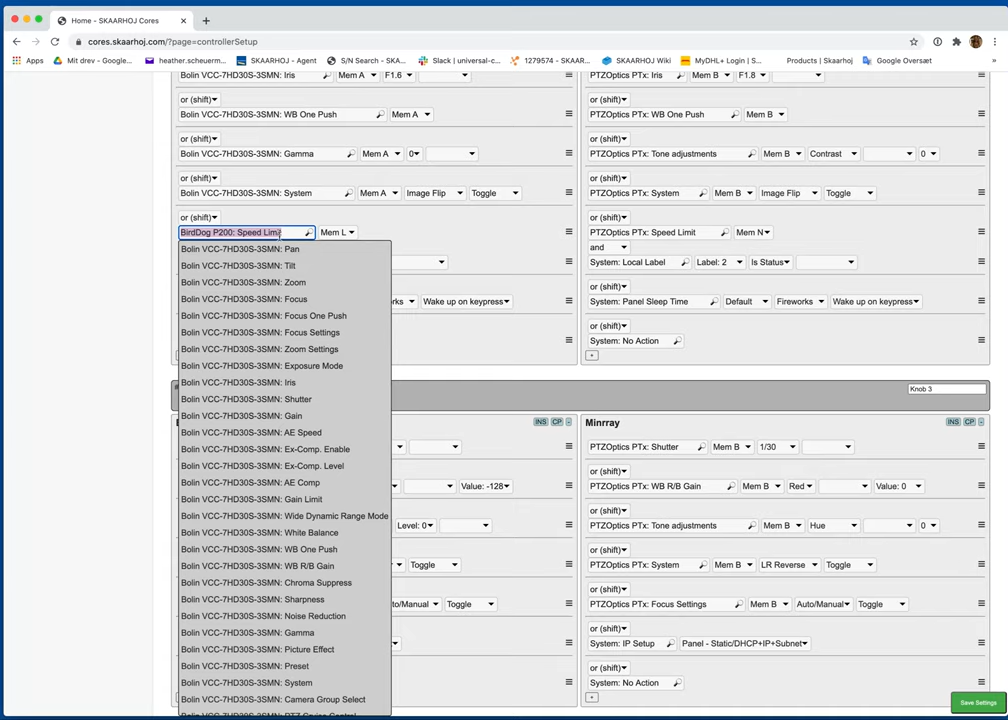 Home - SKAARHOJ Cores
cores.skaarhoj.com/?page=controllerSetup
Apps Mit drev - Google... heather.scheuerm... SKAARHOJ - Agent S/N Search - SKA... Slack | universal-c... 1279574 - SKAAR... SKAARHOJ Wiki MyDHL+ Login | S... Products | Skaarhoj Google Oversæt
Bolin VCC-7HD30S-3SMN: Iris Mem A F1.6
or (shift)
Bolin VCC-7HD30S-3SMN: WB One Push Mem A
or (shift)
Bolin VCC-7HD30S-3SMN: Gamma Mem A 0
or (shift)
Bolin VCC-7HD30S-3SMN: System Mem A Image Flip Toggle
or (shift)
BirdDog P200: Speed Limit Mem L
Bolin VCC-7HD30S-3SMN: Pan
Bolin VCC-7HD30S-3SMN: Tilt
Bolin VCC-7HD30S-3SMN: Zoom
Bolin VCC-7HD30S-3SMN: Focus
Bolin VCC-7HD30S-3SMN: Focus One Push
Bolin VCC-7HD30S-3SMN: Focus Settings
Bolin VCC-7HD30S-3SMN: Zoom Settings
Bolin VCC-7HD30S-3SMN: Exposure Mode
Bolin VCC-7HD30S-3SMN: Iris
Bolin VCC-7HD30S-3SMN: Shutter
Bolin VCC-7HD30S-3SMN: Gain
Bolin VCC-7HD30S-3SMN: AE Speed
Bolin VCC-7HD30S-3SMN: Ex-Comp. Enable
Bolin VCC-7HD30S-3SMN: Ex-Comp. Level
Bolin VCC-7HD30S-3SMN: AE Comp
Bolin VCC-7HD30S-3SMN: Gain Limit
Bolin VCC-7HD30S-3SMN: Wide Dynamic Range Mode
Bolin VCC-7HD30S-3SMN: White Balance
Bolin VCC-7HD30S-3SMN: WB One Push
Bolin VCC-7HD30S-3SMN: WB R/B Gain
Bolin VCC-7HD30S-3SMN: Chroma Suppress
Bolin VCC-7HD30S-3SMN: Sharpness
Bolin VCC-7HD30S-3SMN: Noise Reduction
Bolin VCC-7HD30S-3SMN: Gamma
Bolin VCC-7HD30S-3SMN: Picture Effect
Bolin VCC-7HD30S-3SMN: Preset
Bolin VCC-7HD30S-3SMN: System
Bolin VCC-7HD30S-3SMN: Camera Group Select
Wake up on keypress
INS CP -
Value: -128
Level: 0
Toggle
Auto/Manual Toggle
PTZOptics PTx: Iris Mem B F1.8
or (shift)
PTZOptics PTx: WB One Push Mem B
or (shift)
PTZOptics PTx: Tone adjustments Mem B Contrast 0
or (shift)
PTZOptics PTx: System Mem B Image Flip Toggle
or (shift)
PTZOptics PTx: Speed Limit Mem N
and
System: Local Label Label: 2 Is Status
or (shift)
System: Panel Sleep Time Default Fireworks Wake up on keypress
or (shift)
System: No Action
+
Knob 3
Minrray INS CP -
PTZOptics PTx: Shutter Mem B 1/30
or (shift)
PTZOptics PTx: WB R/B Gain Mem B Red Value: 0
or (shift)
PTZOptics PTx: Tone adjustments Mem B Hue 0
or (shift)
PTZOptics PTx: System Mem B LR Reverse Toggle
or (shift)
PTZOptics PTx: Focus Settings Mem B Auto/Manual Toggle
or (shift)
System: IP Setup Panel - Static/DHCP+IP+Subnet
or (shift)
System: No Action
+
Save Settings